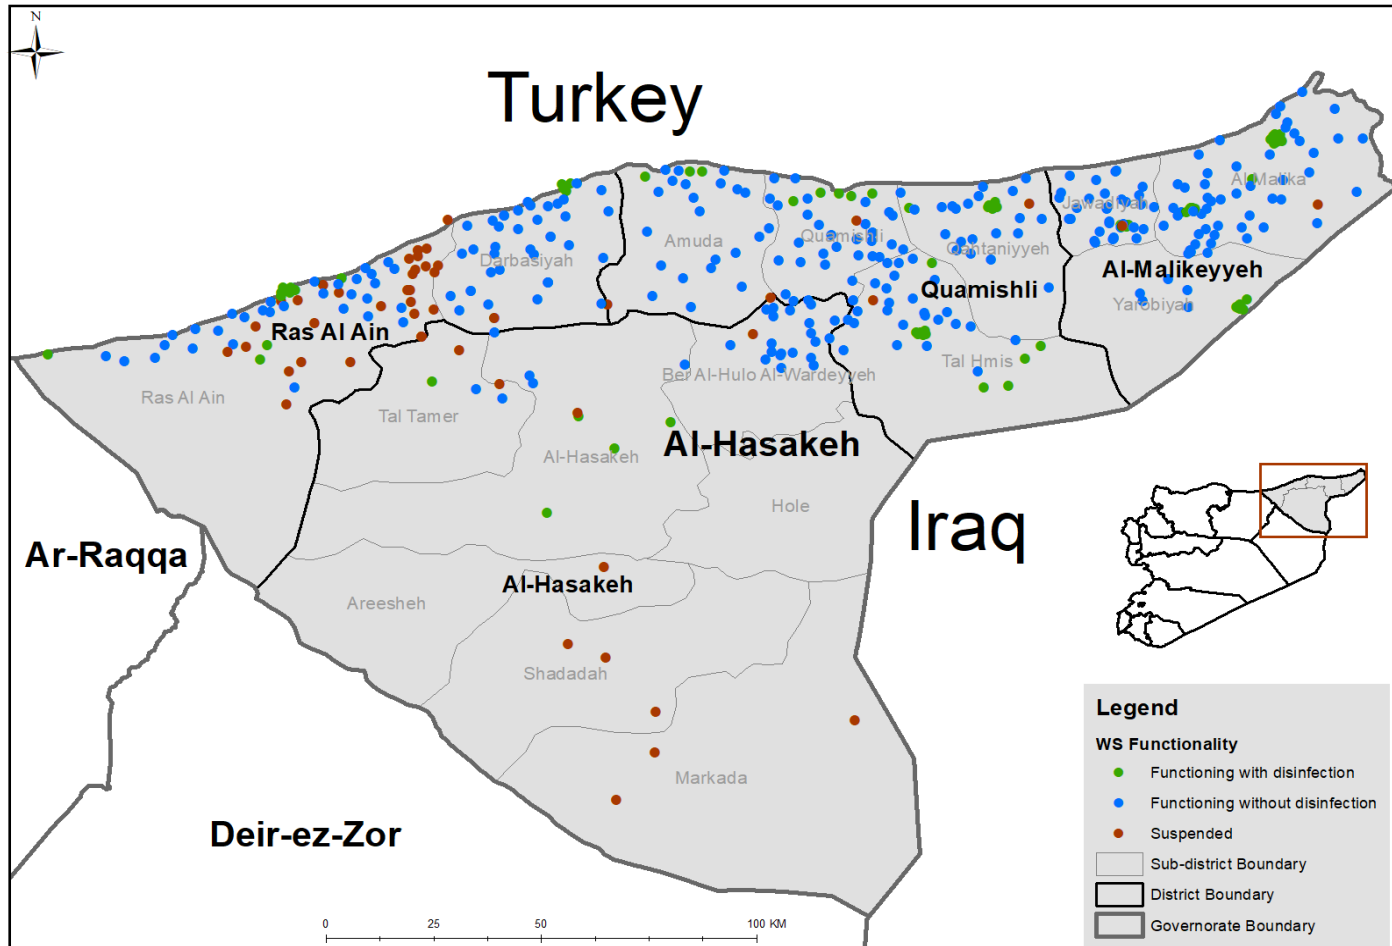 N
Turkey
Al Malika
Jawadiyah
Quamishli
Amuda
Qahtaniyyeh
Darbasiyah
Al-Malikeyyeh
Quamishli
Yarobiyah
Ras Al Ain
Tal Hmis
Ber Al-Hulo Al-Wardeyyeh
Ras Al Ain
Tal Tamer
Al-Hasakeh
Al-Hasakeh
Hole
Iraq
Ar-Raqqa
Al-Hasakeh
Areesheh
Shadadah
Markada
Deir-ez-Zor
Legend
WS Functionality
Functioning with disinfection
Functioning without disinfection
Suspended
Sub-district Boundary
District Boundary
Governorate Boundary
0 25 50 100 KM